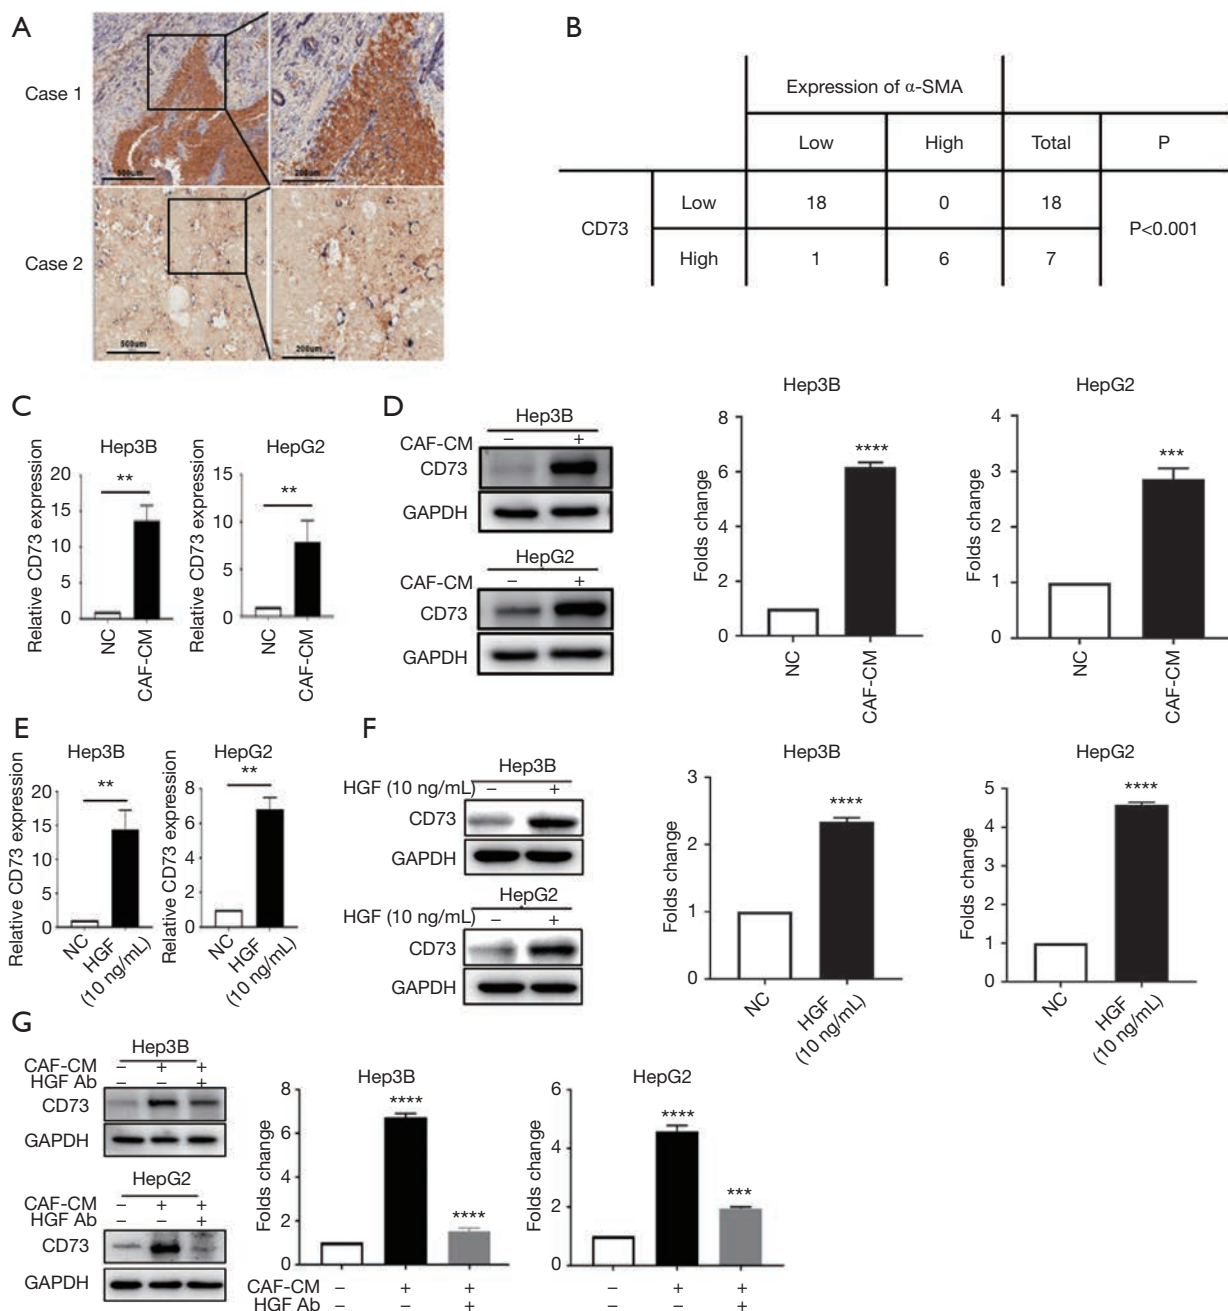 A
Case 1
500um
200um
Case 2
500um
200um
B
Expression of α-SMA
Low
High
Total
P
CD73
Low
18
0
18
P<0.001
High
1
6
7
C
Hep3B
Relative CD73 expression
20
15
10
5
0
**
NC
CAF-CM
HepG2
Relative CD73 expression
15
10
5
0
**
NC
CAF-CM
D
Hep3B
CAF-CM – +
CD73
GAPDH
HepG2
CAF-CM – +
CD73
GAPDH
Hep3B
Folds change
8
6
4
2
0
****
NC
CAF-CM
HepG2
Folds change
4
3
2
1
0
***
NC
CAF-CM
E
Hep3B
Relative CD73 expression
20
15
10
5
0
**
NC
HGF
(10 ng/mL)
HepG2
Relative CD73 expression
8
6
4
2
0
**
NC
HGF
(10 ng/mL)
F
Hep3B
HGF (10 ng/mL) – +
CD73
GAPDH
HepG2
HGF (10 ng/mL) – +
CD73
GAPDH
Hep3B
Folds change
3
2
1
0
****
NC
HGF
(10 ng/mL)
HepG2
Folds change
5
4
3
2
1
0
****
NC
HGF
(10 ng/mL)
G
Hep3B
CAF-CM – + +
HGF Ab – – +
CD73
GAPDH
HepG2
CAF-CM – + +
HGF Ab – – +
CD73
GAPDH
Hep3B
Folds change
8
6
4
2
0
****
****
CAF-CM – + +
HGF Ab – – +
HepG2
Folds change
6
4
2
0
****
***
– + +
– – +